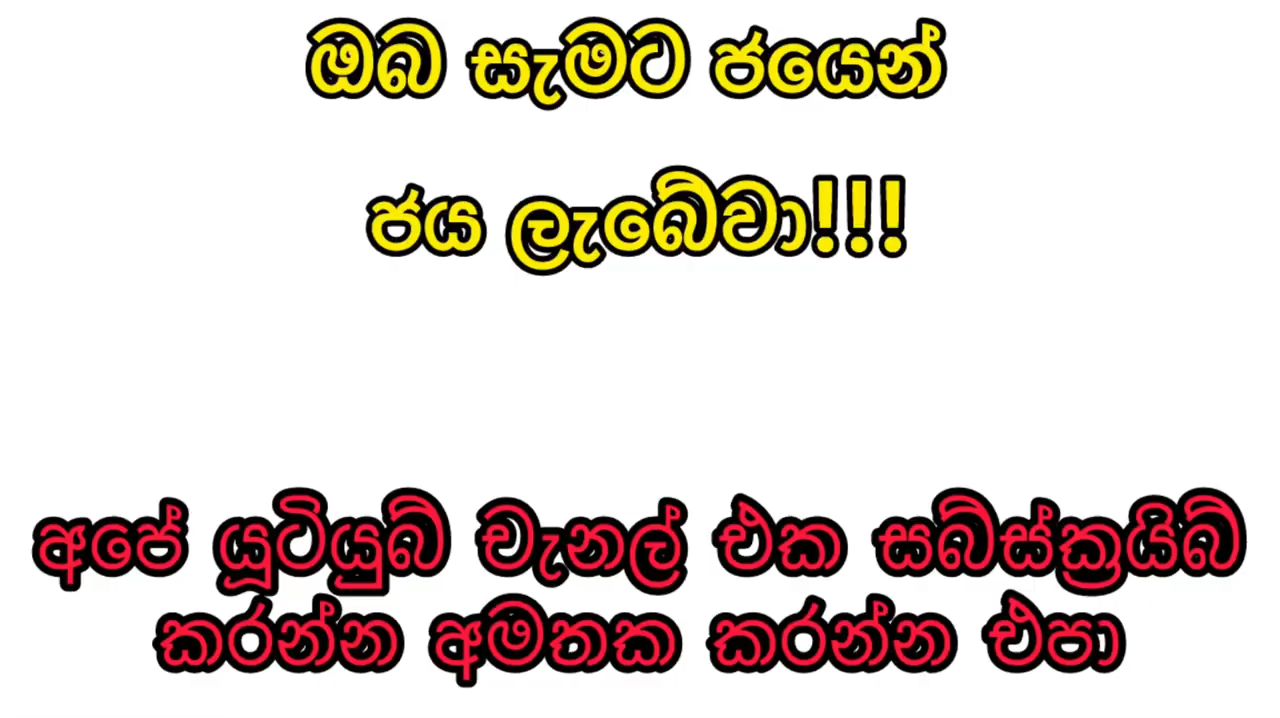 ඔබ සැමට ජයෙන්
ජය ලැබේවා!!!
අපේ යූටියුබ් චැනල් එක සබ්ස්ක්‍රයිබ්
කරන්න අමතක කරන්න එපා